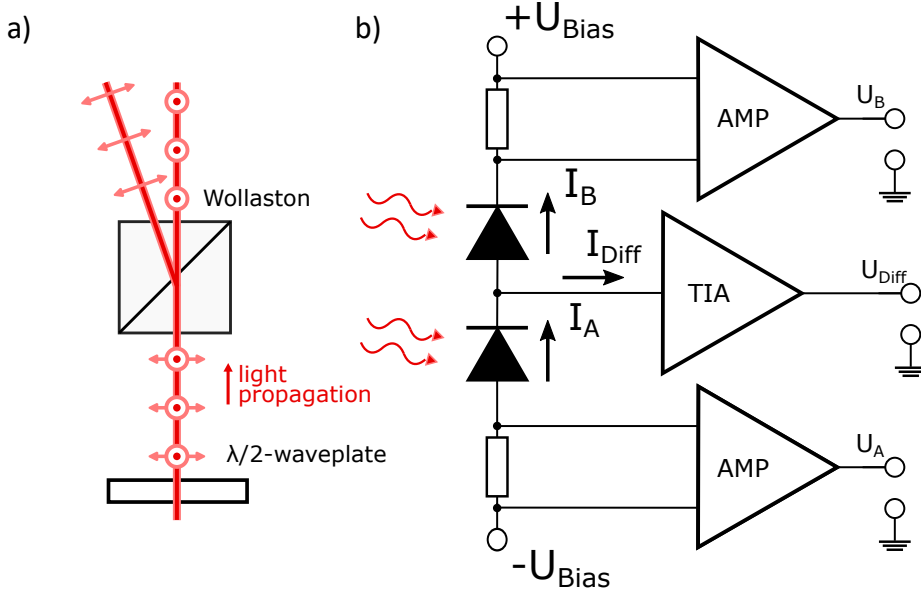 a)
Wollaston
light
propagation
λ/2-waveplate
b)
+U_Bias
AMP
U_B
I_B
I_Diff
TIA
U_Diff
I_A
AMP
U_A
-U_Bias